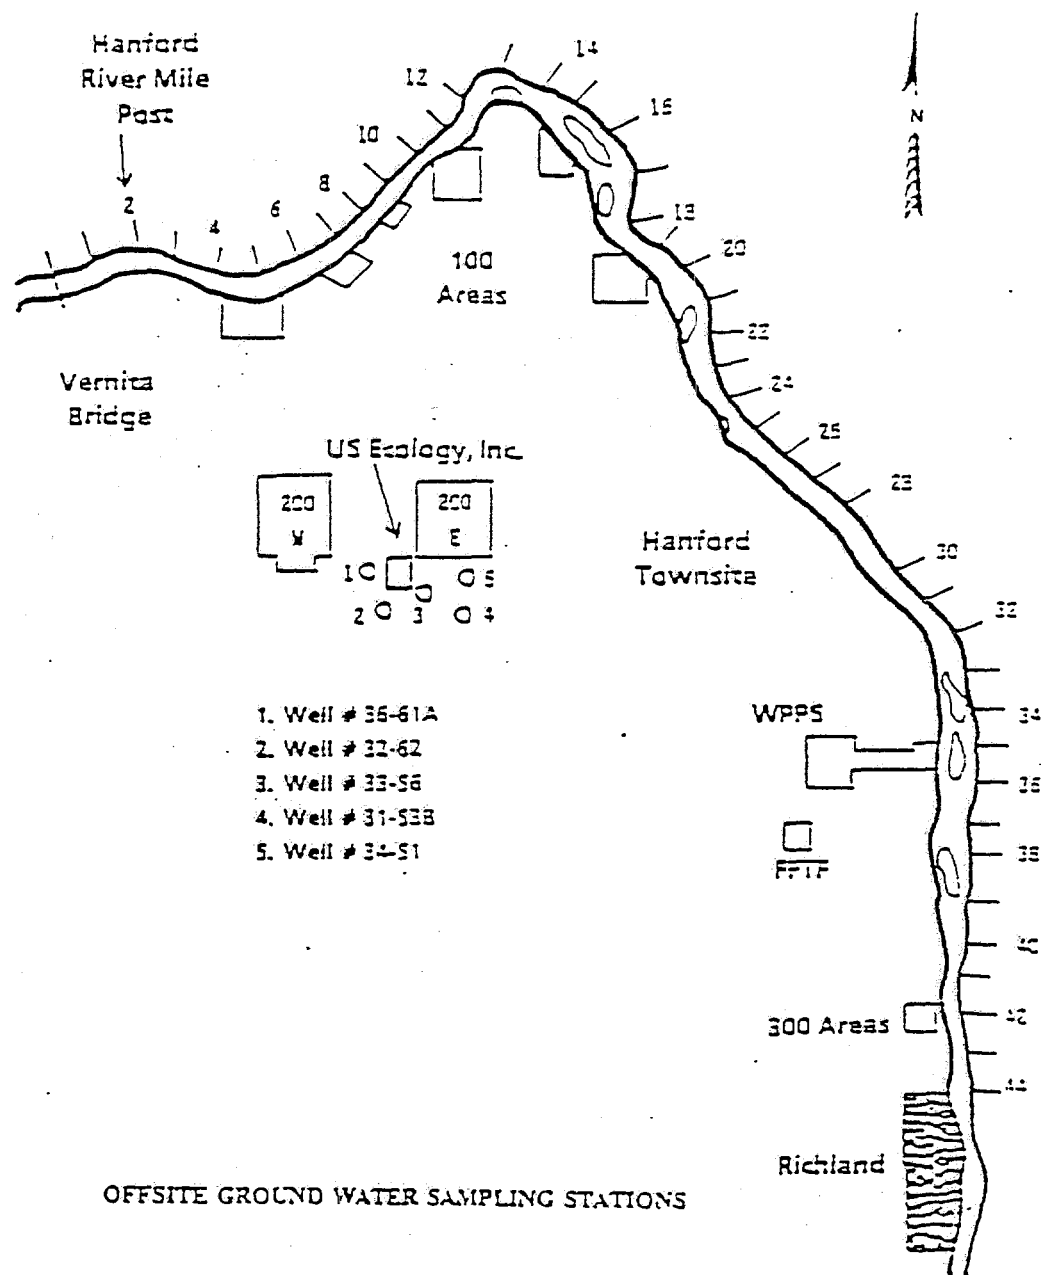 Hanford
River Mile
Post
2
4
6
8
10
12
14
16
18
20
22
24
26
28
30
32
34
36
38
40
42
44
N
100
Areas
Vernita
Bridge
US Ecology, Inc.
200
W
200
E
1
2
3
4
5
Hanford
Townsite
1. Well # 36-61A
2. Well # 32-62
3. Well # 33-56
4. Well # 31-53B
5. Well # 34-51
WPPS
FFTF
300 Areas
Richland
OFFSITE GROUND WATER SAMPLING STATIONS